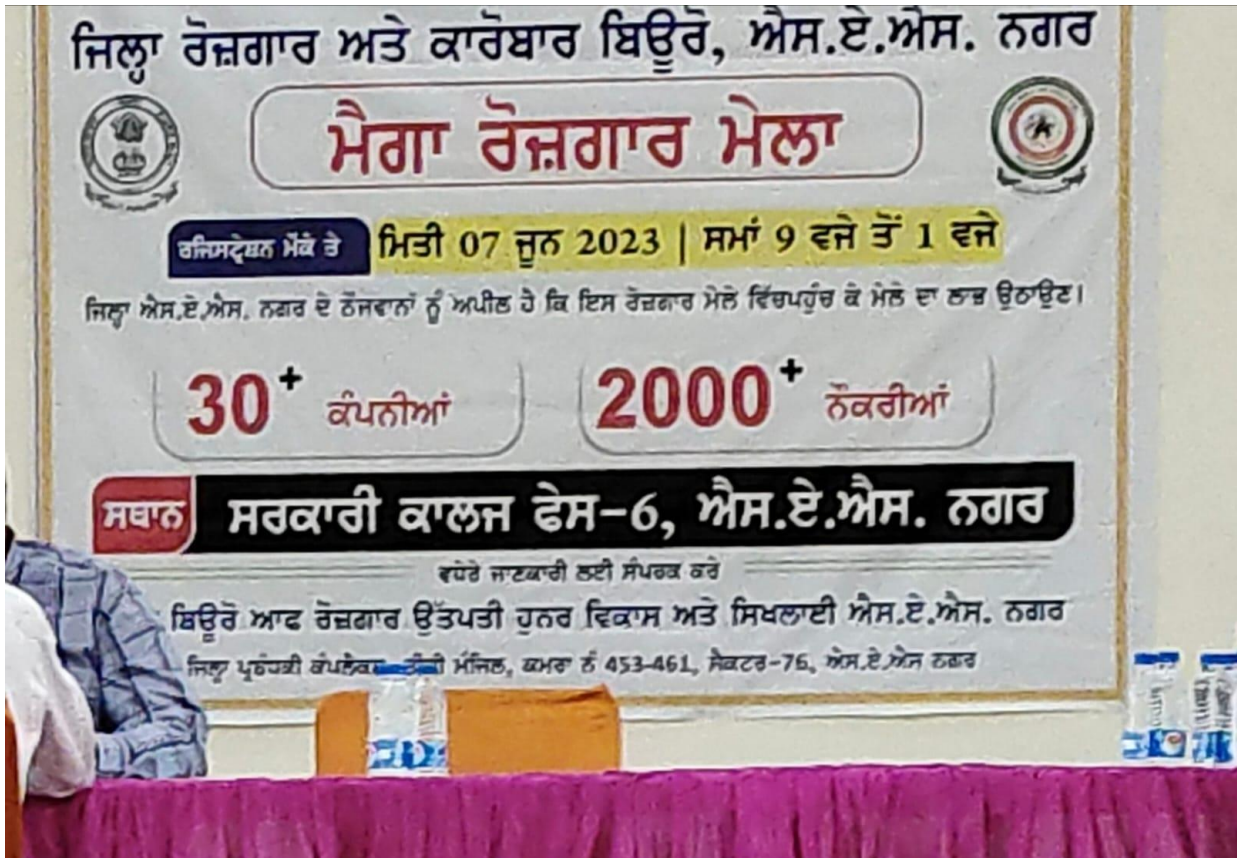 ਜਿਲ੍ਹਾ ਰੋਜ਼ਗਾਰ ਅਤੇ ਕਾਰੋਬਾਰ ਬਿਊਰੋ, ਐਸ.ਏ.ਐਸ. ਨਗਰ
ਮੈਗਾ ਰੋਜ਼ਗਾਰ ਮੇਲਾ
ਰਜਿਸਟ੍ਰੇਸ਼ਨ ਮੌਕੇ ਤੇ ਮਿਤੀ 07 ਜੂਨ 2023 | ਸਮਾਂ 9 ਵਜੇ ਤੋਂ 1 ਵਜੇ
ਜਿਲ੍ਹਾ ਐਸ.ਏ.ਐਸ. ਨਗਰ ਦੇ ਨੌਜਵਾਨਾਂ ਨੂੰ ਅਪੀਲ ਹੈ ਕਿ ਇਸ ਰੋਜ਼ਗਾਰ ਮੇਲੇ ਵਿੱਚਪਹੁੰਚ ਕੇ ਮੇਲੇ ਦਾ ਲਾਭ ਉਠਾਉਣ।
30+ ਕੰਪਨੀਆਂ 2000+ ਨੌਕਰੀਆਂ
ਸਥਾਨ ਸਰਕਾਰੀ ਕਾਲਜ ਫੇਸ-6, ਐਸ.ਏ.ਐਸ. ਨਗਰ
ਵਧੇਰੇ ਜਾਣਕਾਰੀ ਲਈ ਸੰਪਰਕ ਕਰੋ
ਬਿਊਰੋ ਆਫ ਰੋਜ਼ਗਾਰ ਉੱਤਪਤੀ ਹੁਨਰ ਵਿਕਾਸ ਅਤੇ ਸਿਖਲਾਈ ਐਸ.ਏ.ਐਸ. ਨਗਰ
ਜਿਲ੍ਹਾ ਪ੍ਰਬੰਧਕੀ ਕੰਪਲੈਕਸ ਮੰਜਿਲ, ਕਮਰਾ ਨੰ 453-461, ਸੈਕਟਰ-76, ਐਸ.ਏ.ਐਸ ਨਗਰ